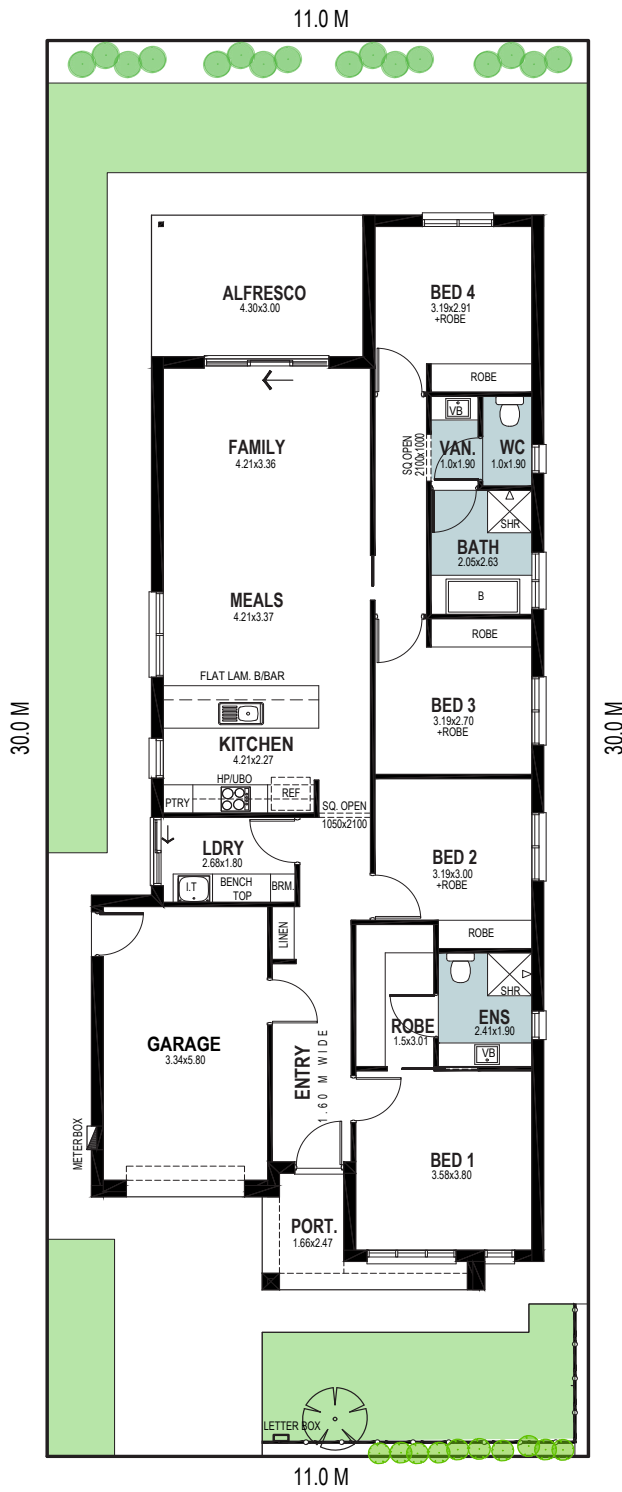 11.0 M
ALFRESCO
4.30x3.00
BED 4
3.19x2.91
+ROBE
ROBE
FAMILY
4.21x3.36
SQ OPEN
2100x1000
VB
VAN.
1.0x1.90
WC
1.0x1.90
SHR
BATH
2.05x2.63
B
MEALS
4.21x3.37
ROBE
FLAT LAM. B/BAR
BED 3
3.19x2.70
+ROBE
30.0 M
30.0 M
KITCHEN
4.21x2.27
HP/UBO
PTRY
REF
SQ. OPEN
1050x2100
LDRY
2.68x1.80
I.T
BENCH
TOP
BRM.
BED 2
3.19x3.00
+ROBE
ROBE
LINEN
SHR
ROBE
1.5x3.01
ENS
2.41x1.90
VB
GARAGE
3.34x5.80
ENTRY
1.60 M WIDE
METERBOX
BED 1
3.58x3.80
PORT.
1.66x2.47
LETTER BOX
11.0 M